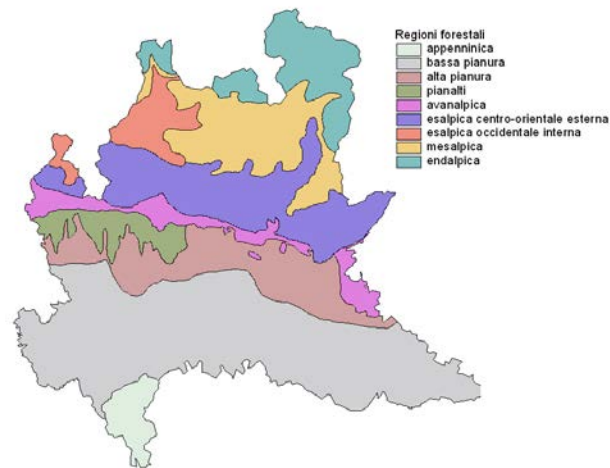 Regioni forestali
appenninica
bassa pianura
alta pianura
pianalti
avanalpica
esalpica centro-orientale esterna
esalpica occidentale interna
mesalpica
endalpica